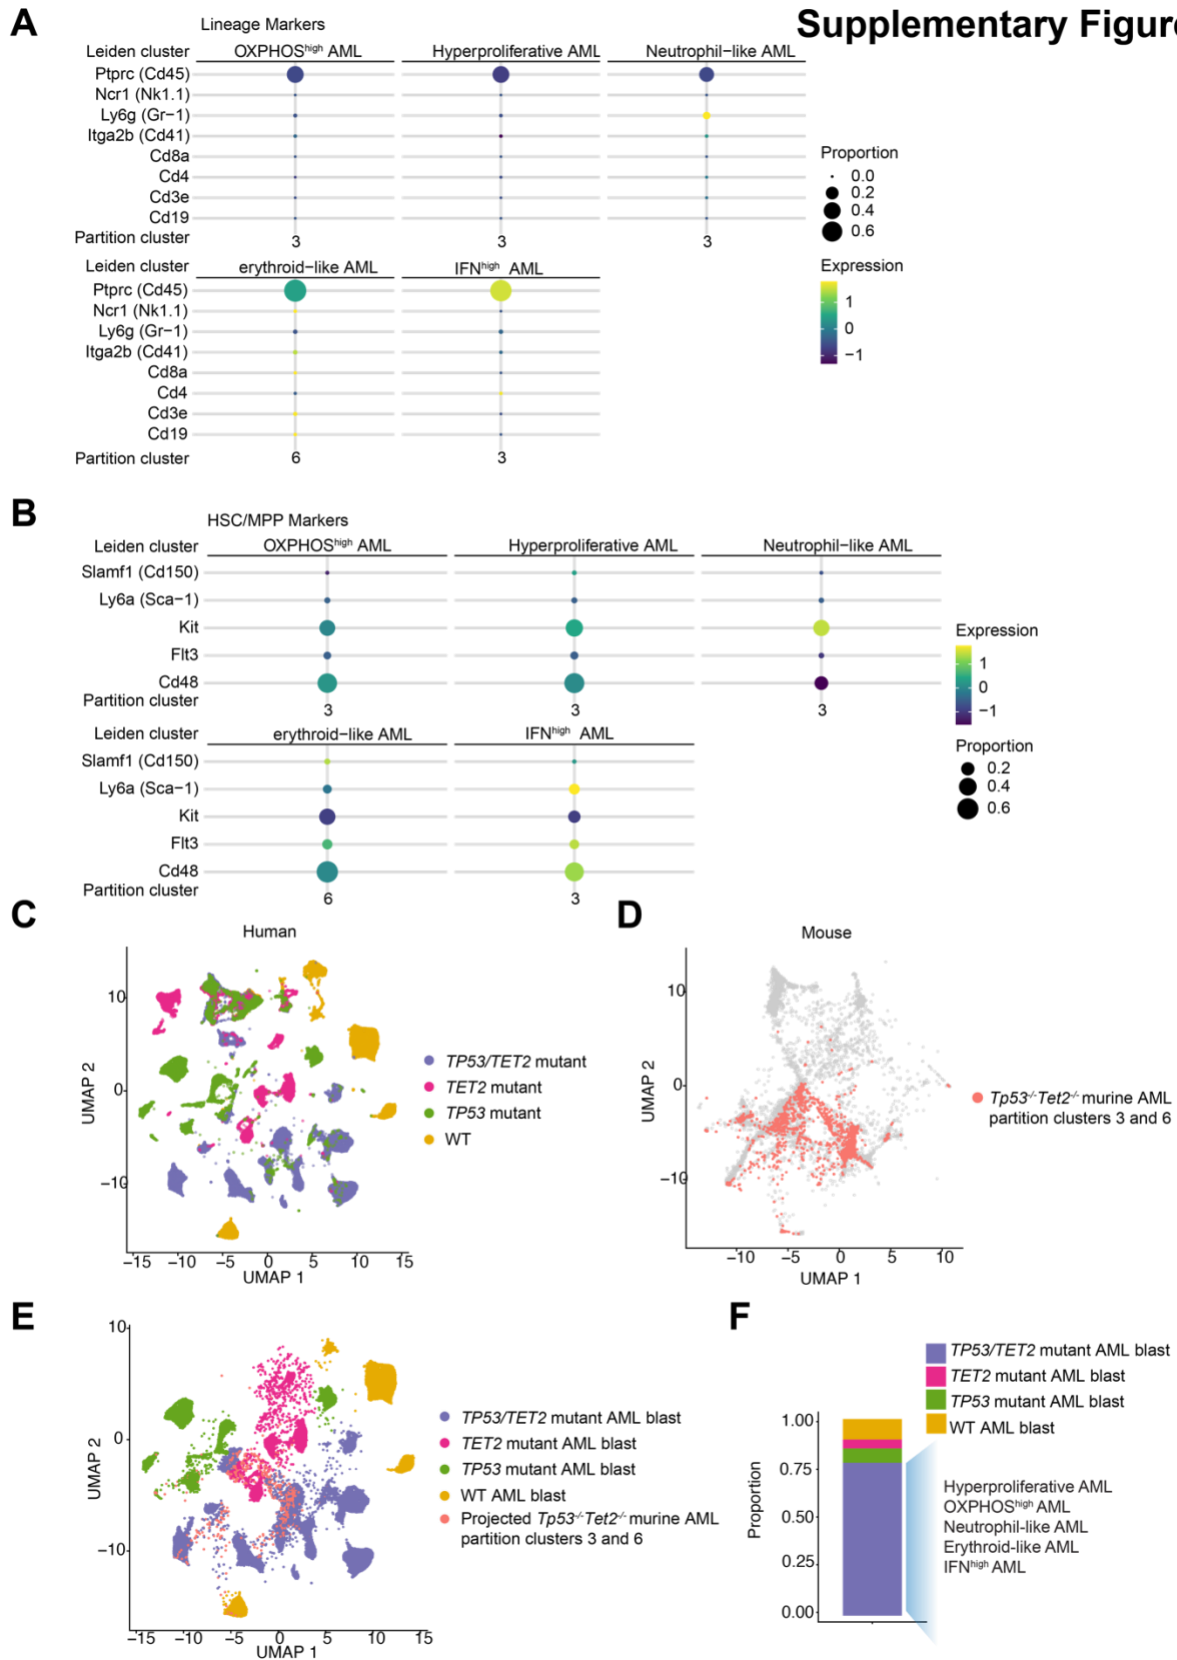 Supplementary Figure
A
Lineage Markers
Leiden cluster OXPHOShigh AML Hyperproliferative AML Neutrophil−like AML
Ptprc (Cd45)
Ncr1 (Nk1.1)
Ly6g (Gr−1)
Itga2b (Cd41)
Cd8a
Cd4
Cd3e
Cd19
Partition cluster 3 3 3
Proportion
0.0
0.2
0.4
0.6
Leiden cluster erythroid−like AML IFNhigh AML
Ptprc (Cd45)
Ncr1 (Nk1.1)
Ly6g (Gr−1)
Itga2b (Cd41)
Cd8a
Cd4
Cd3e
Cd19
Partition cluster 6 3
Expression
1
0
−1
B
HSC/MPP Markers
Leiden cluster OXPHOShigh AML Hyperproliferative AML Neutrophil−like AML
Slamf1 (Cd150)
Ly6a (Sca−1)
Kit
Flt3
Cd48
Partition cluster 3 3 3
Expression
1
0
−1
Leiden cluster erythroid−like AML IFNhigh AML
Slamf1 (Cd150)
Ly6a (Sca−1)
Kit
Flt3
Cd48
Partition cluster 6 3
Proportion
0.2
0.4
0.6
C
Human
UMAP 2
10
0
−10
−15 −10 −5 0 5 10 15
UMAP 1
TP53/TET2 mutant
TET2 mutant
TP53 mutant
WT
D
Mouse
UMAP 2
10
0
−10
−10 −5 0 5 10
UMAP 1
Tp53-/-Tet2-/- murine AML
partition clusters 3 and 6
E
UMAP 2
10
0
−10
−15 −10 −5 0 5 10 15
UMAP 1
TP53/TET2 mutant AML blast
TET2 mutant AML blast
TP53 mutant AML blast
WT AML blast
Projected Tp53-/-Tet2-/- murine AML
partition clusters 3 and 6
F
TP53/TET2 mutant AML blast
TET2 mutant AML blast
TP53 mutant AML blast
WT AML blast
Proportion
1.00
0.75
0.50
0.25
0.00
Hyperproliferative AML
OXPHOShigh AML
Neutrophil-like AML
Erythroid-like AML
IFNhigh AML